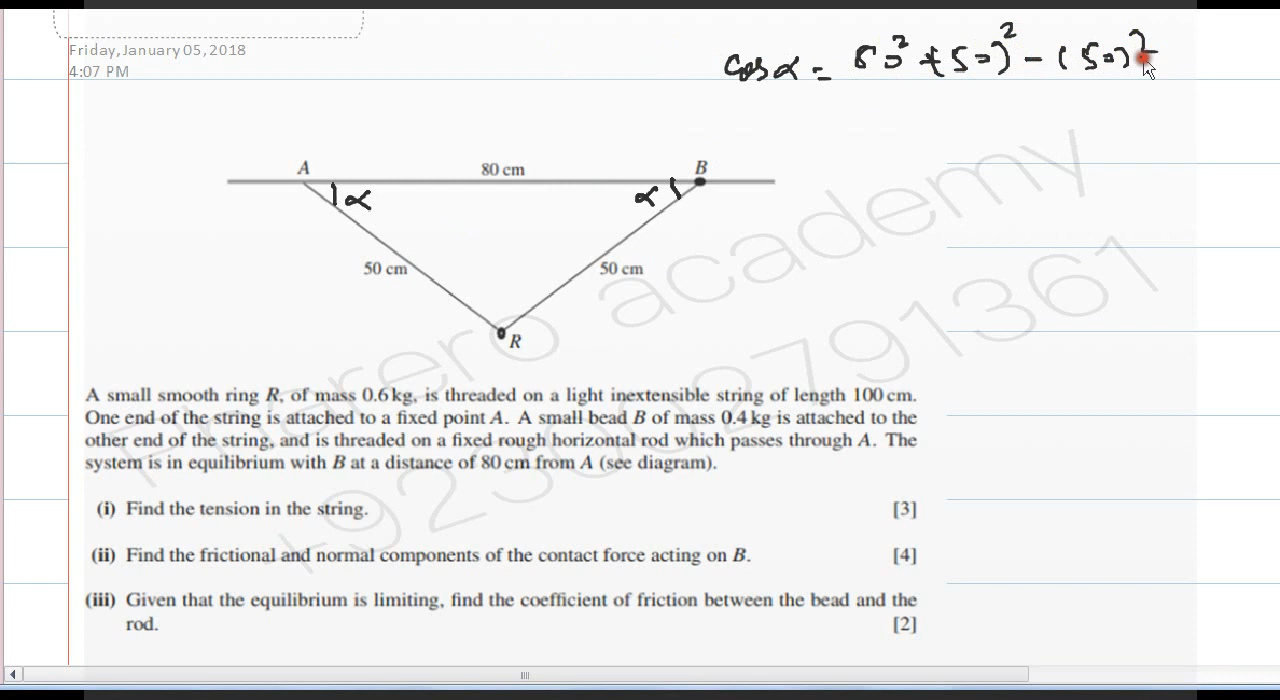 Friday,January 05,2018
4:07 PM
cos α = 80² + (50)² - (50)²
A 80 cm B
α α
50 cm 50 cm
R
A small smooth ring R, of mass 0.6 kg, is threaded on a light inextensible string of length 100 cm.
One end of the string is attached to a fixed point A. A small bead B of mass 0.4 kg is attached to the
other end of the string, and is threaded on a fixed rough horizontal rod which passes through A. The
system is in equilibrium with B at a distance of 80 cm from A (see diagram).
(i) Find the tension in the string. [3]
(ii) Find the frictional and normal components of the contact force acting on B. [4]
(iii) Given that the equilibrium is limiting, find the coefficient of friction between the bead and the
rod. [2]
academy
+923002791361